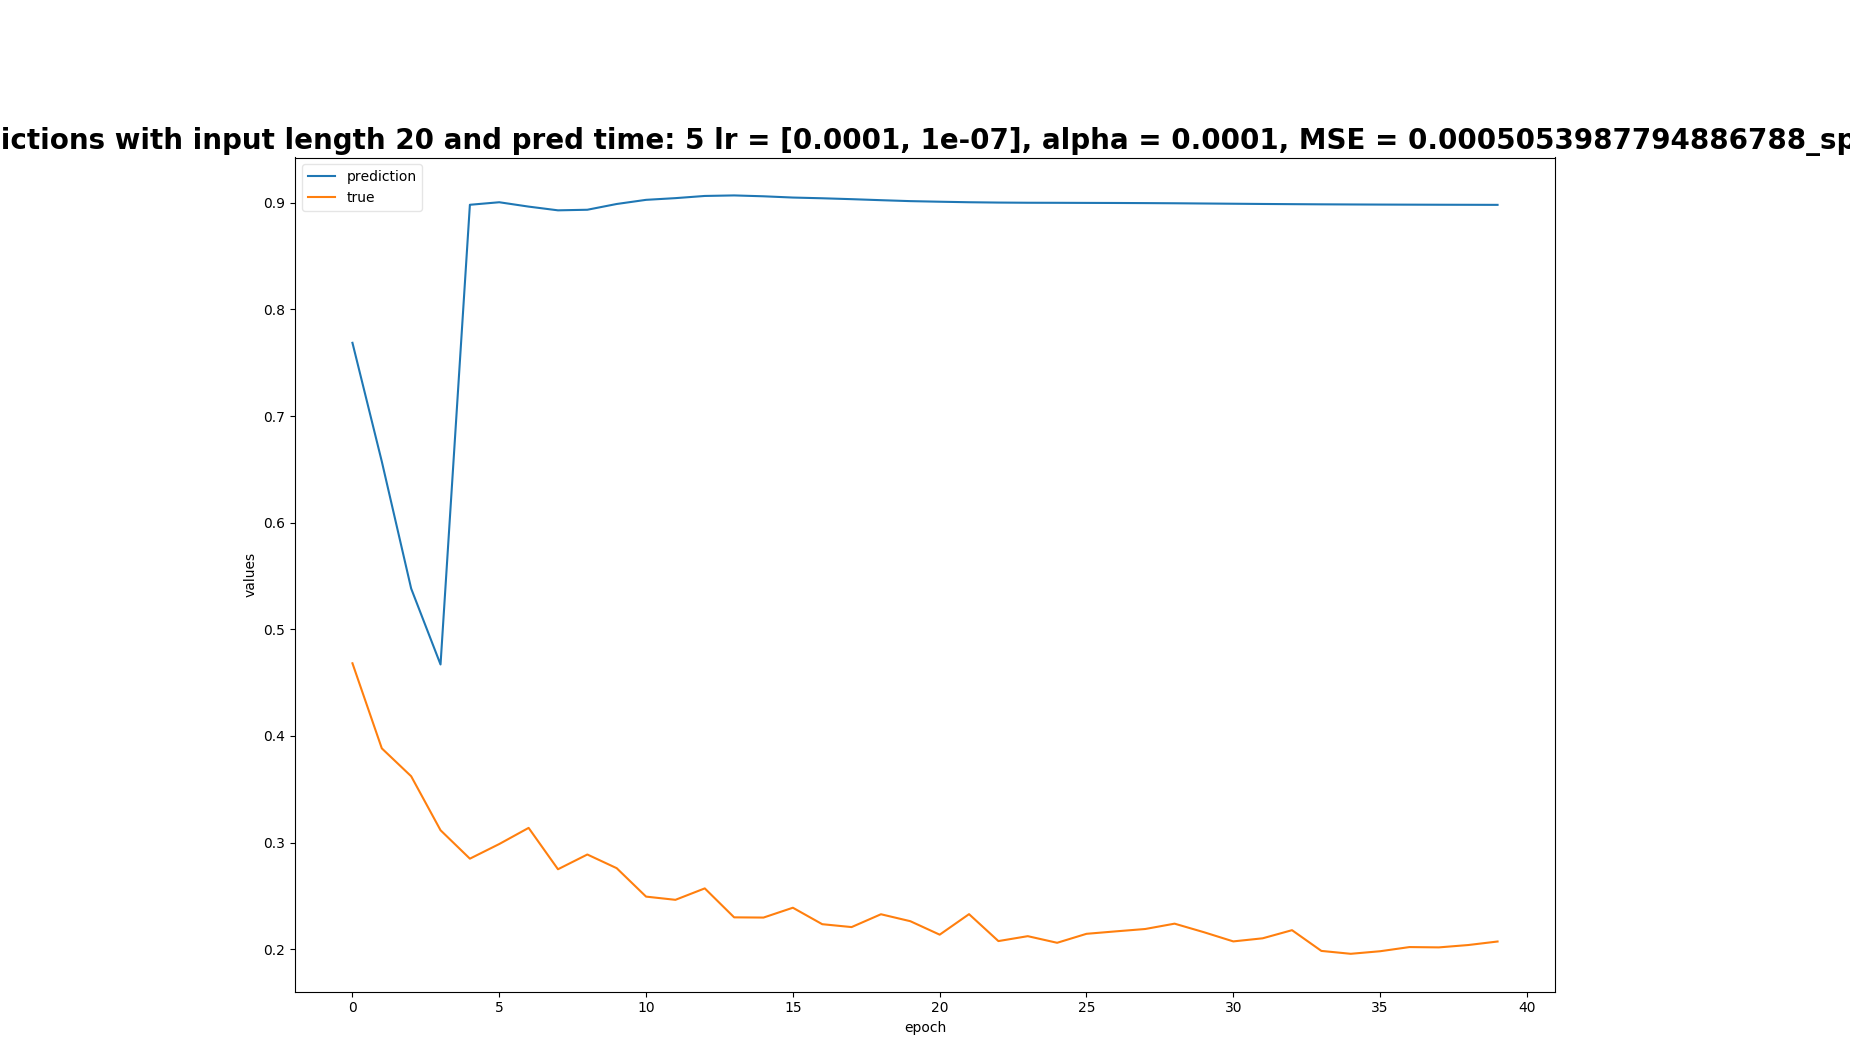 ictions with input length 20 and pred time: 5 lr = [0.0001, 1e-07], alpha = 0.0001, MSE = 0.0005053987794886788_sp
prediction
true
0.9
0.8
0.7
0.6
0.5
0.4
0.3
0.2
values
0 5 10 15 20 25 30 35 40
epoch